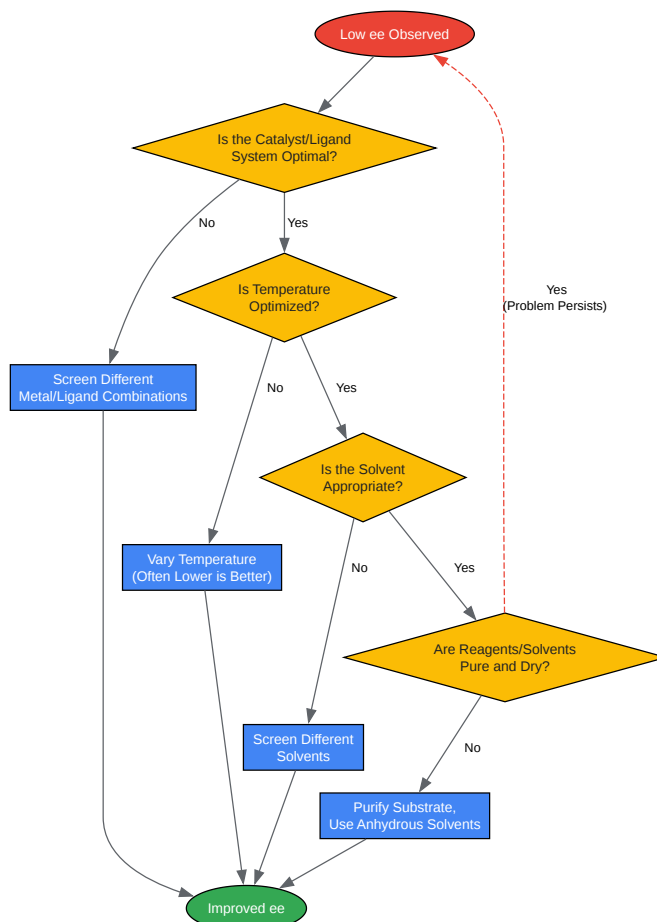 Low ee Observed
Is the Catalyst/Ligand
System Optimal?
No
Yes
Is Temperature
Optimized?
Yes
(Problem Persists)
Screen Different
Metal/Ligand Combinations
No
Yes
Is the Solvent
Appropriate?
Vary Temperature
(Often Lower is Better)
No
Yes
Are Reagents/Solvents
Pure and Dry?
Screen Different
Solvents
No
Purify Substrate,
Use Anhydrous Solvents
Improved ee